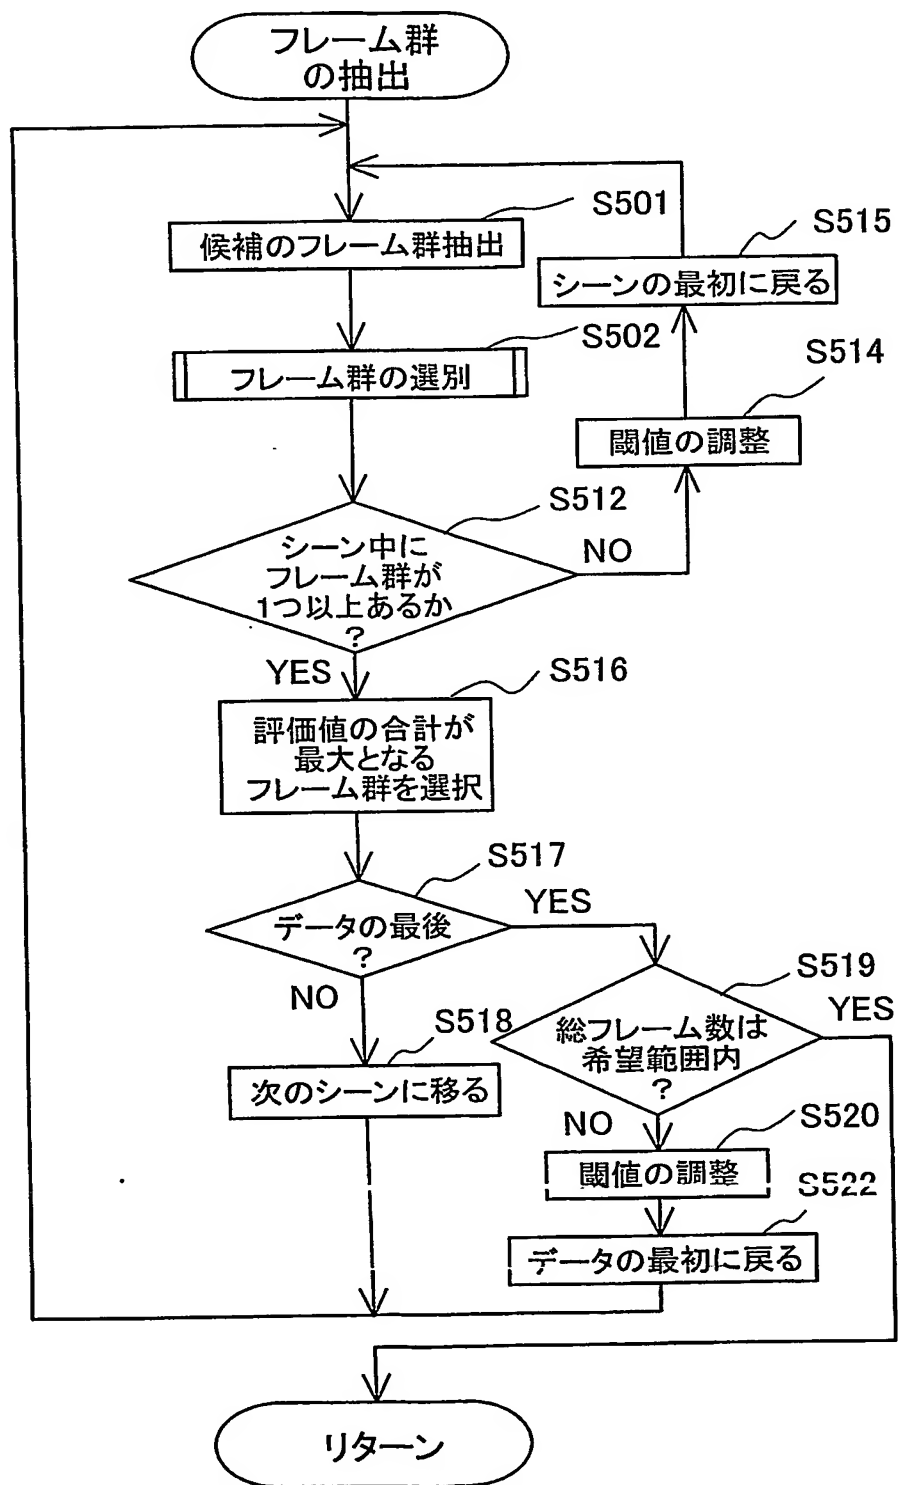 フレーム群
の抽出
S501
候補のフレーム群抽出
S515
シーンの最初に戻る
S502
フレーム群の選別
S514
閾値の調整
S512
シーン中に
フレーム群が
1つ以上あるか
?
NO
YES
S516
評価値の合計が
最大となる
フレーム群を選択
S517
データの最後
?
YES
NO
S519
総フレーム数は
希望範囲内
?
YES
S518
次のシーンに移る
NO
S520
閾値の調整
S522
データの最初に戻る
リターン